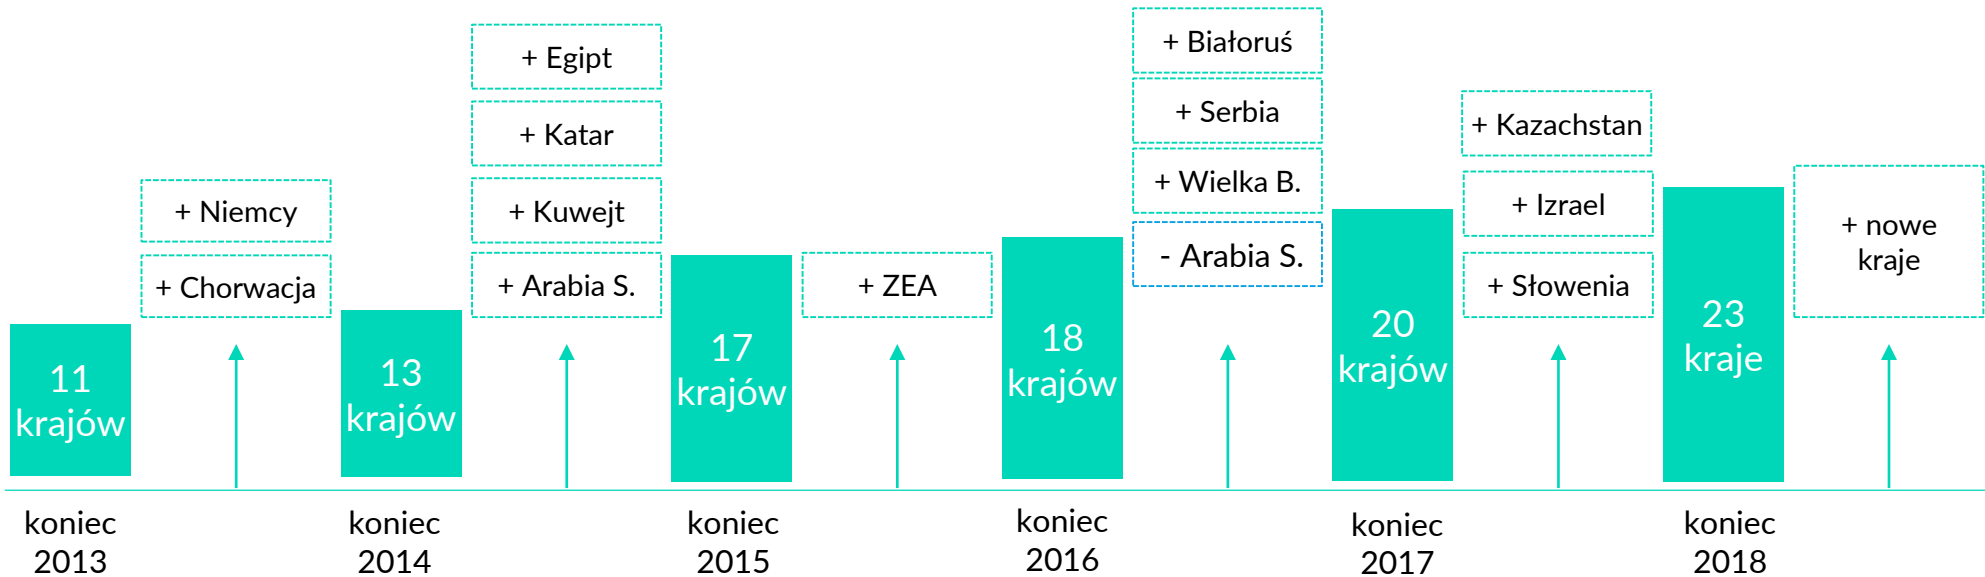 11
krajów
koniec
2013
+ Niemcy
+ Chorwacja
13
krajów
koniec
2014
+ Egipt
+ Katar
+ Kuwejt
+ Arabia S.
17
krajów
koniec
2015
+ ZEA
18
krajów
koniec
2016
+ Białoruś
+ Serbia
+ Wielka B.
- Arabia S.
20
krajów
koniec
2017
+ Kazachstan
+ Izrael
+ Słowenia
23
kraje
koniec
2018
+ nowe
kraje